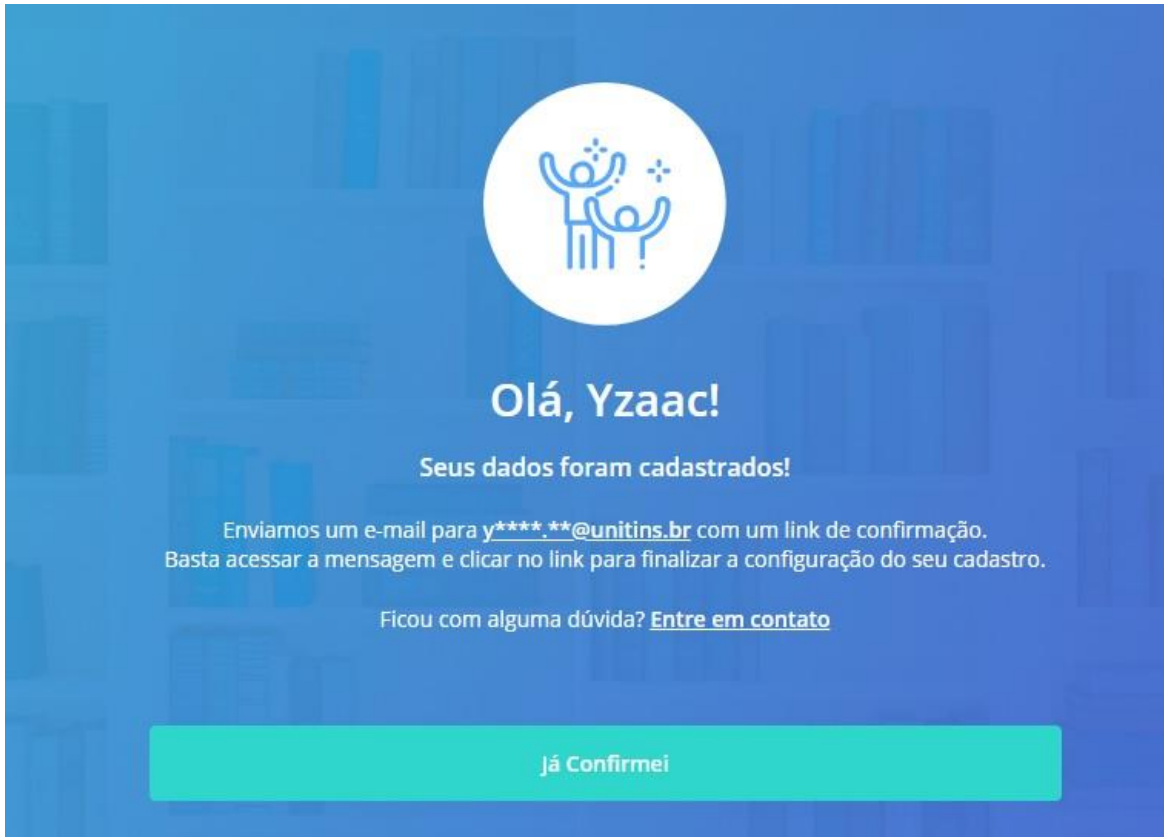 Olá, Yzaac!
Seus dados foram cadastrados!
Enviamos um e-mail para y****.**@unitins.br com um link de confirmação.
Basta acessar a mensagem e clicar no link para finalizar a configuração do seu cadastro.
Ficou com alguma dúvida? Entre em contato
Já Confirmei